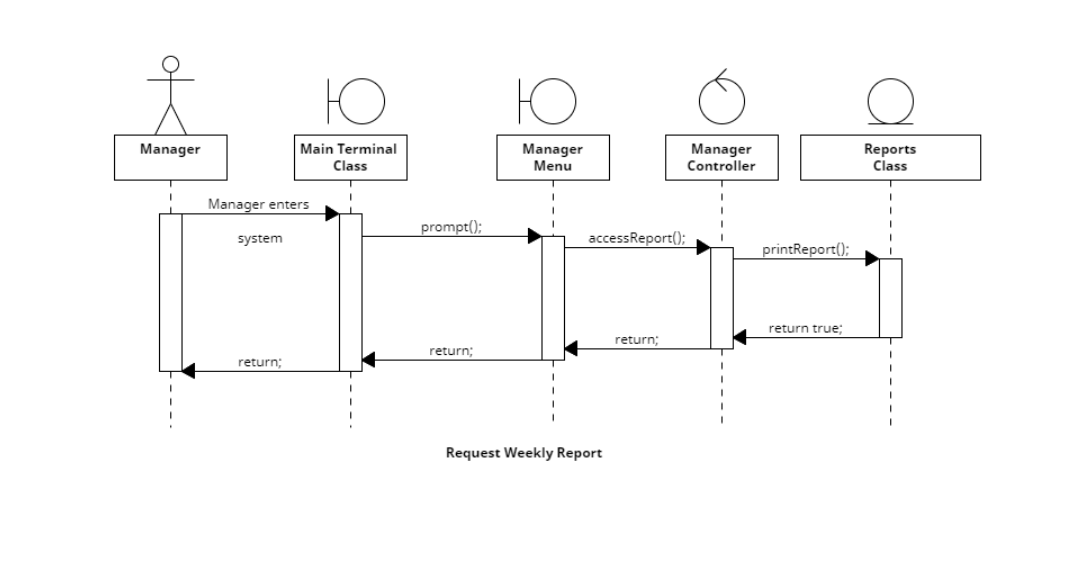 Manager
Main Terminal
Class
Manager
Menu
Manager
Controller
Reports
Class
Manager enters
system
prompt();
accessReport();
printReport();
return true;
return;
return;
return;
Request Weekly Report